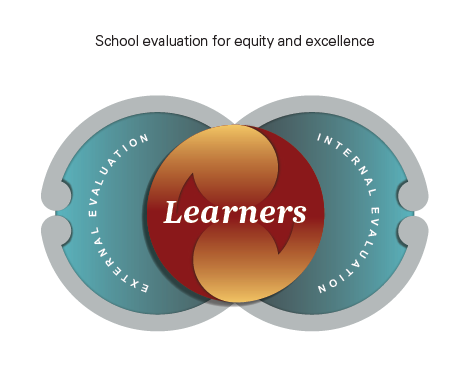 School evaluation for equity and excellence
EXTERNAL EVALUATION
Learners
INTERNAL EVALUATION